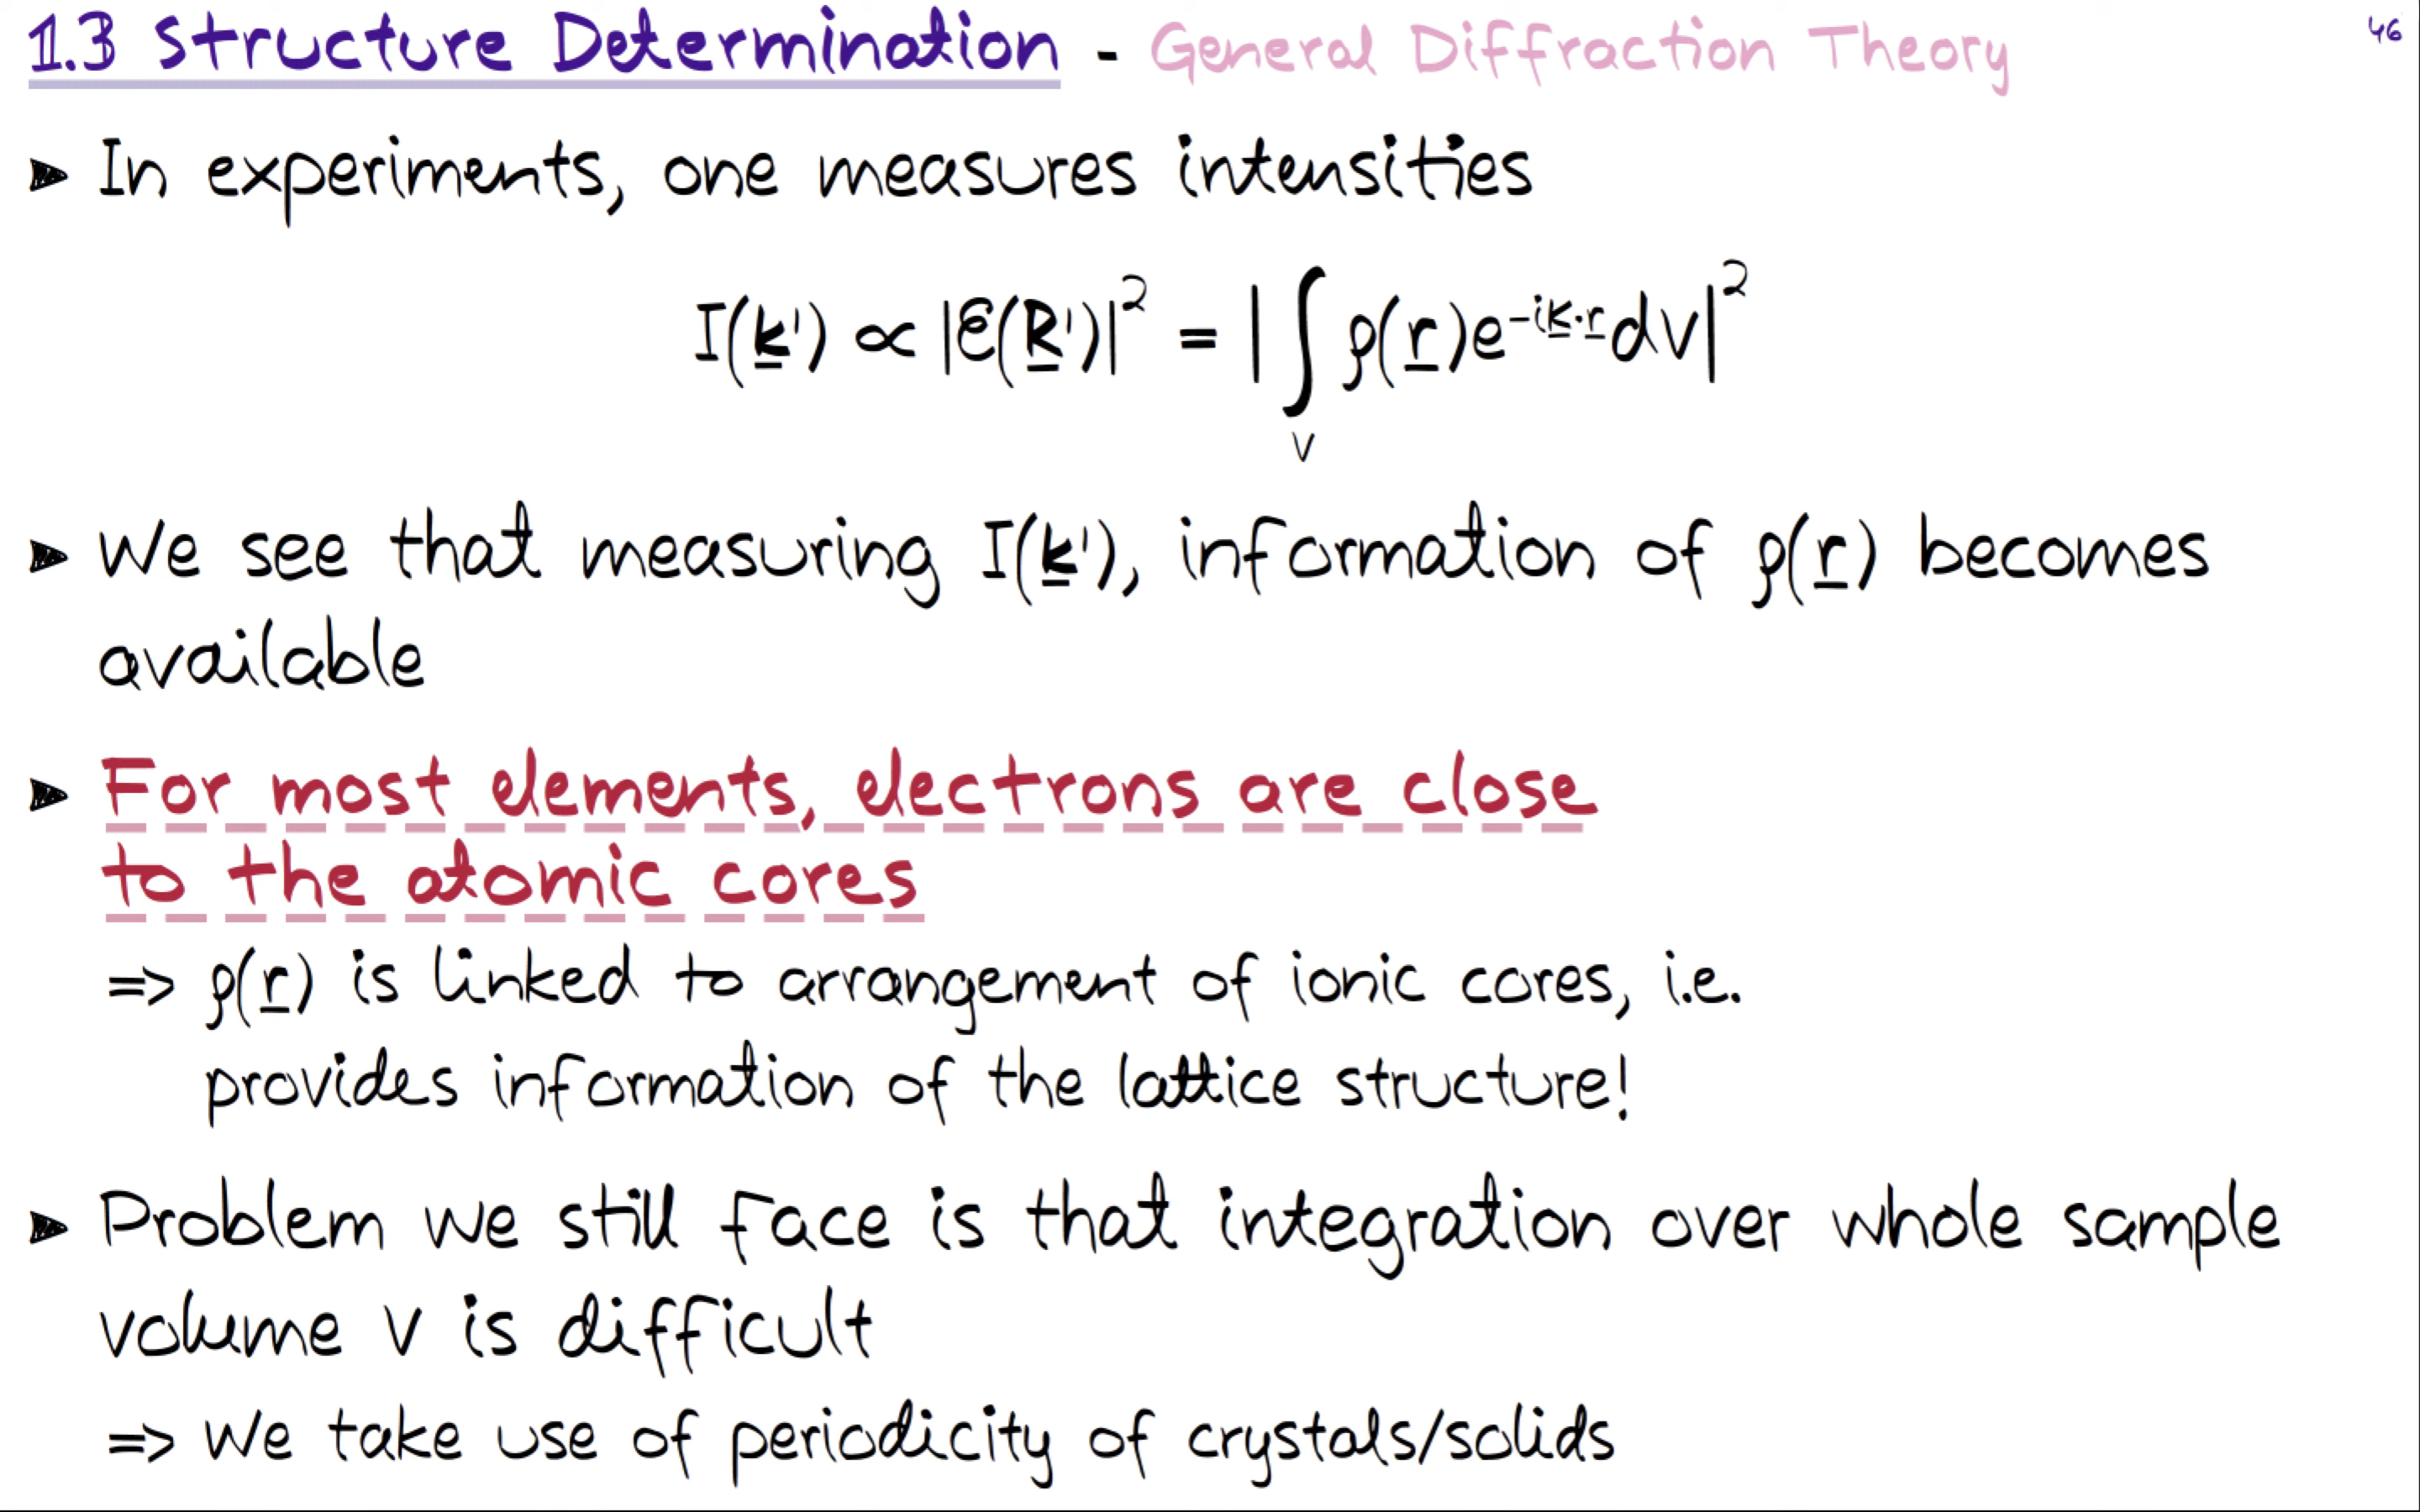 1.3 Structure Determination - General Diffraction Theory 46
▶ In experiments, one measures intensities
I(k') ∝ |ℰ(R')|² = |∫_V ρ(r)e^{-ik·r}dV|²
▶ We see that measuring I(k'), information of ρ(r) becomes
available
▶ For most elements, electrons are close
to the atomic cores
=> ρ(r) is linked to arrangement of ionic cores, i.e.
provides information of the lattice structure!
▶ Problem we still face is that integration over whole sample
volume V is difficult
=> We take use of periodicity of crystals/solids